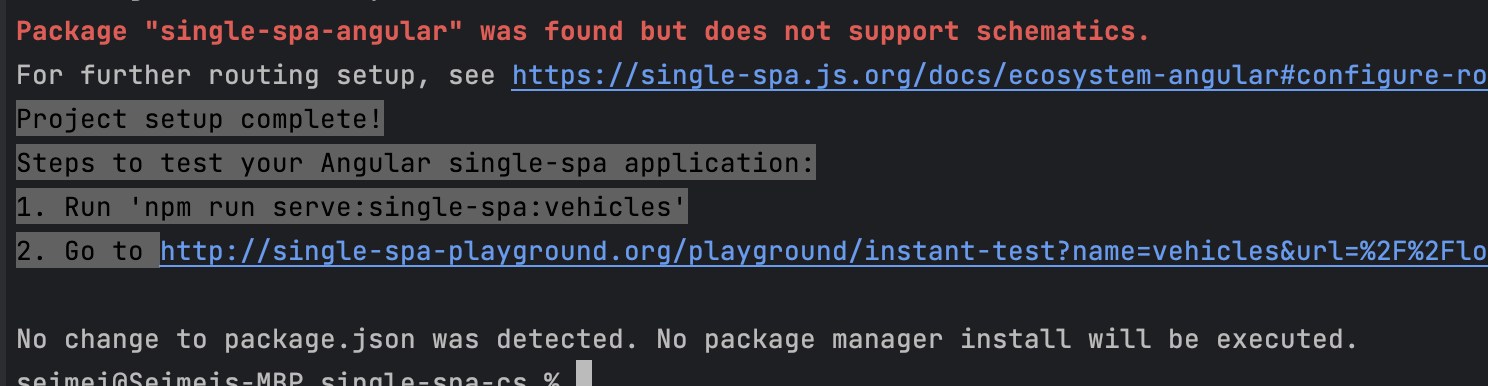 Package "single-spa-angular" was found but does not support schematics.
For further routing setup, see https://single-spa.js.org/docs/ecosystem-angular#configure-ro
Project setup complete!
Steps to test your Angular single-spa application:
1. Run 'npm run serve:single-spa:vehicles'
2. Go to http://single-spa-playground.org/playground/instant-test?name=vehicles&url=%2F%2Flo
No change to package.json was detected. No package manager install will be executed.
seimei@Seimeis-MBP single-spa-cs %